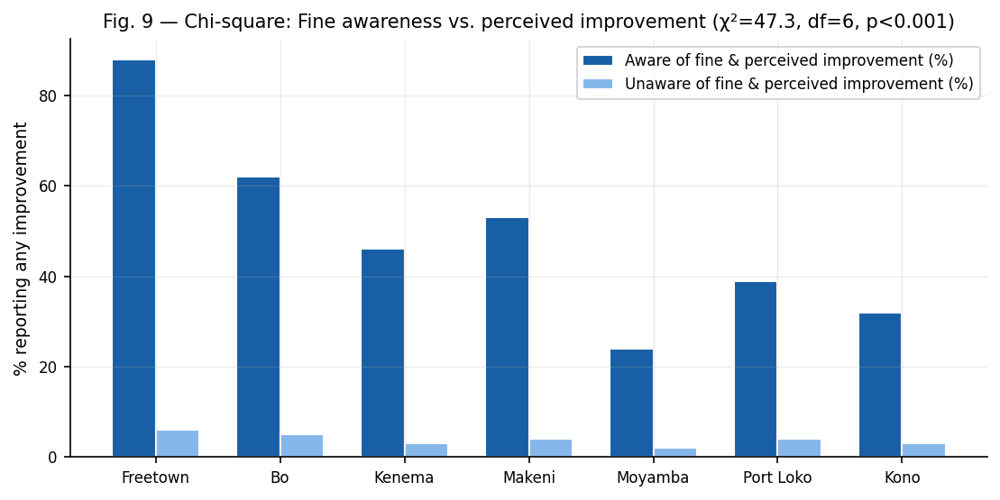 Fig. 9 — Chi-square: Fine awareness vs. perceived improvement (χ²=47.3, df=6, p<0.001)
Aware of fine & perceived improvement (%)
Unaware of fine & perceived improvement (%)
% reporting any improvement
80
60
40
20
0
Freetown
Bo
Kenema
Makeni
Moyamba
Port Loko
Kono